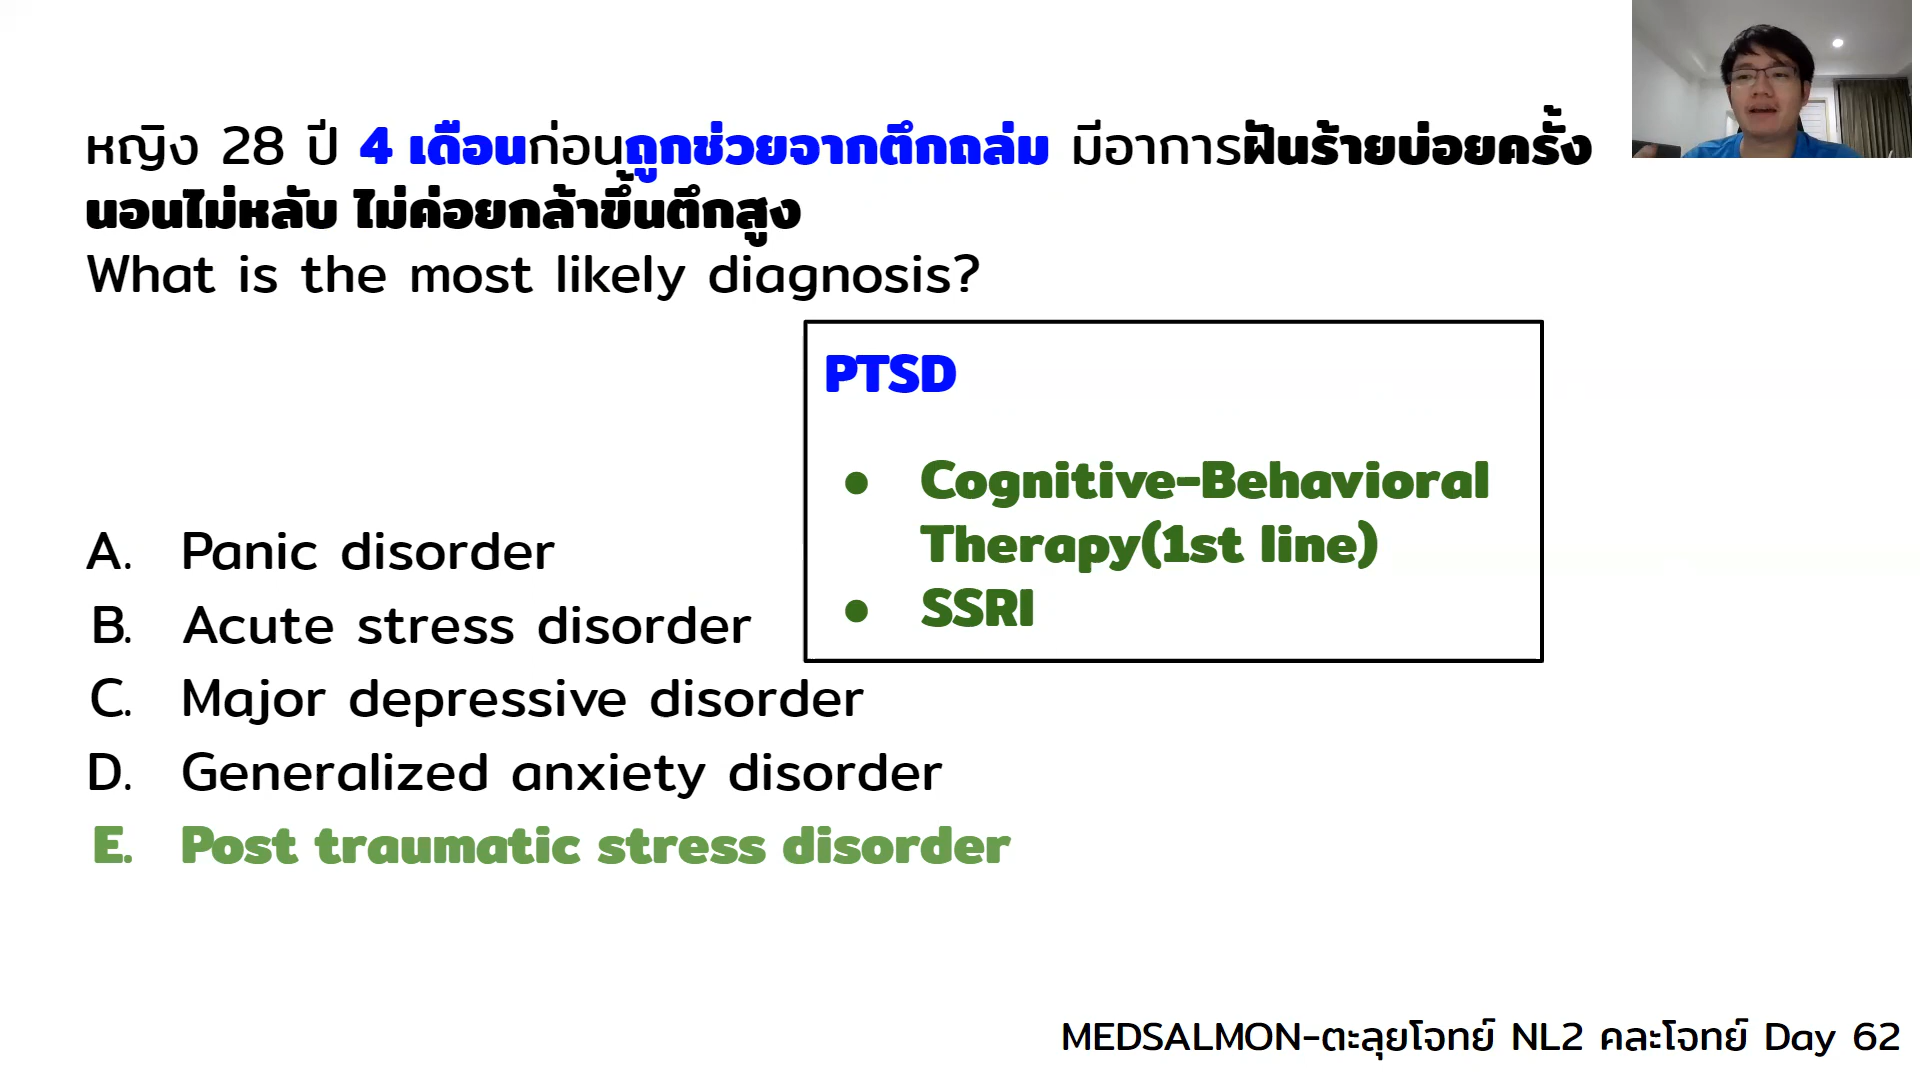 หญิง 28 ปี 4 เดือนก่อนถูกช่วยจากตึกถล่ม มีอาการฝันร้ายบ่อยครั้ง
นอนไม่หลับ ไม่ค่อยกล้าขึ้นตึกสูง
What is the most likely diagnosis?
PTSD
● Cognitive-Behavioral
Therapy(1st line)
● SSRI
A. Panic disorder
B. Acute stress disorder
C. Major depressive disorder
D. Generalized anxiety disorder
E. Post traumatic stress disorder
MEDSALMON-ตะลุยโจทย์ NL2 คละโจทย์ Day 62